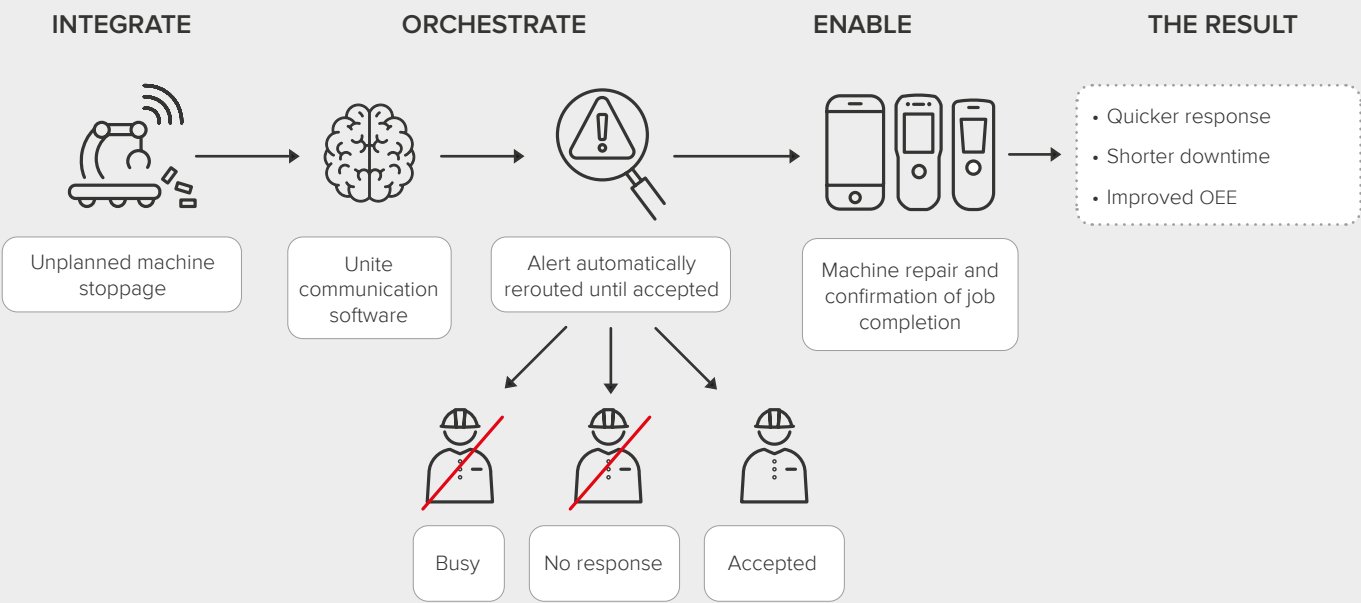 INTEGRATE
ORCHESTRATE
ENABLE
THE RESULT
Unplanned machine
stoppage
Unite
communication
software
Alert automatically
rerouted until accepted
Machine repair and
confirmation of job
completion
• Quicker response
• Shorter downtime
• Improved OEE
Busy
No response
Accepted